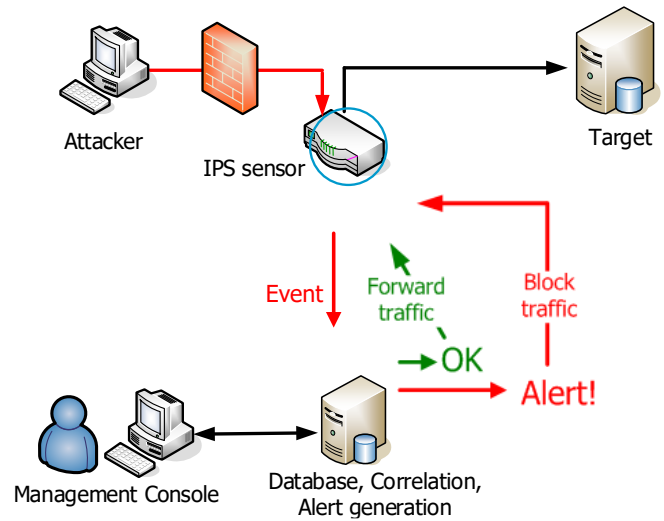 Attacker
Target
IPS sensor
Event
Forward
traffic
Block
traffic
OK
Alert!
Management Console
Database, Correlation,
Alert generation